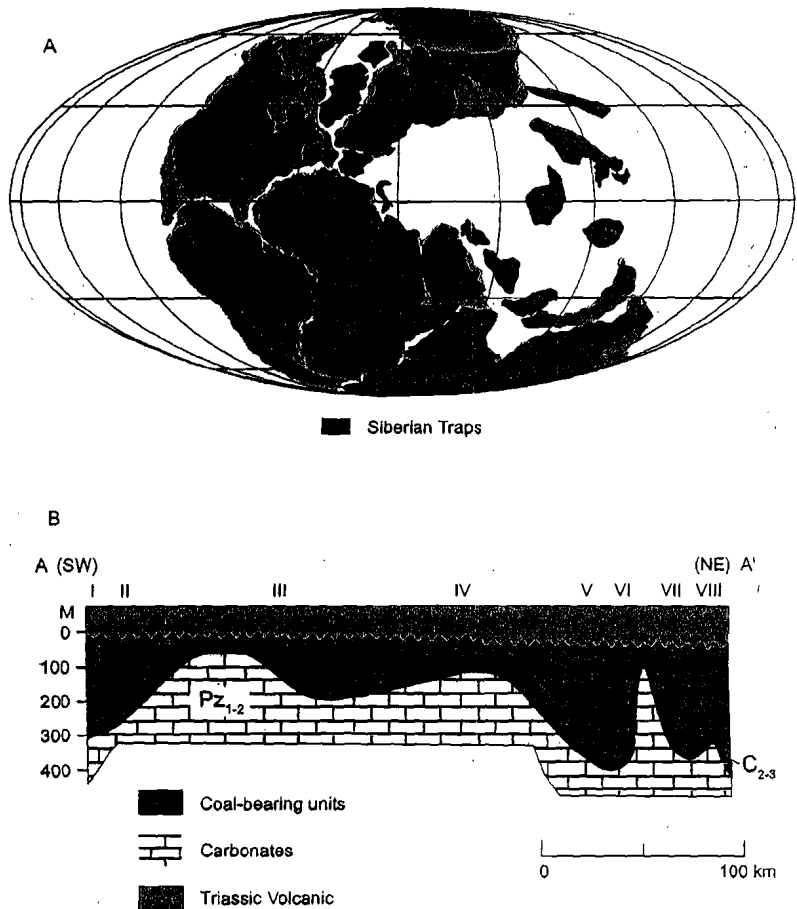 A
Siberian Traps
B
A (SW) (NE) A'
I II III IV V VI VII VIII
M
0
100
200
300
400
Pz1-2
C2-3
Coal-bearing units
Carbonates
Triassic Volcanic
0 100 km